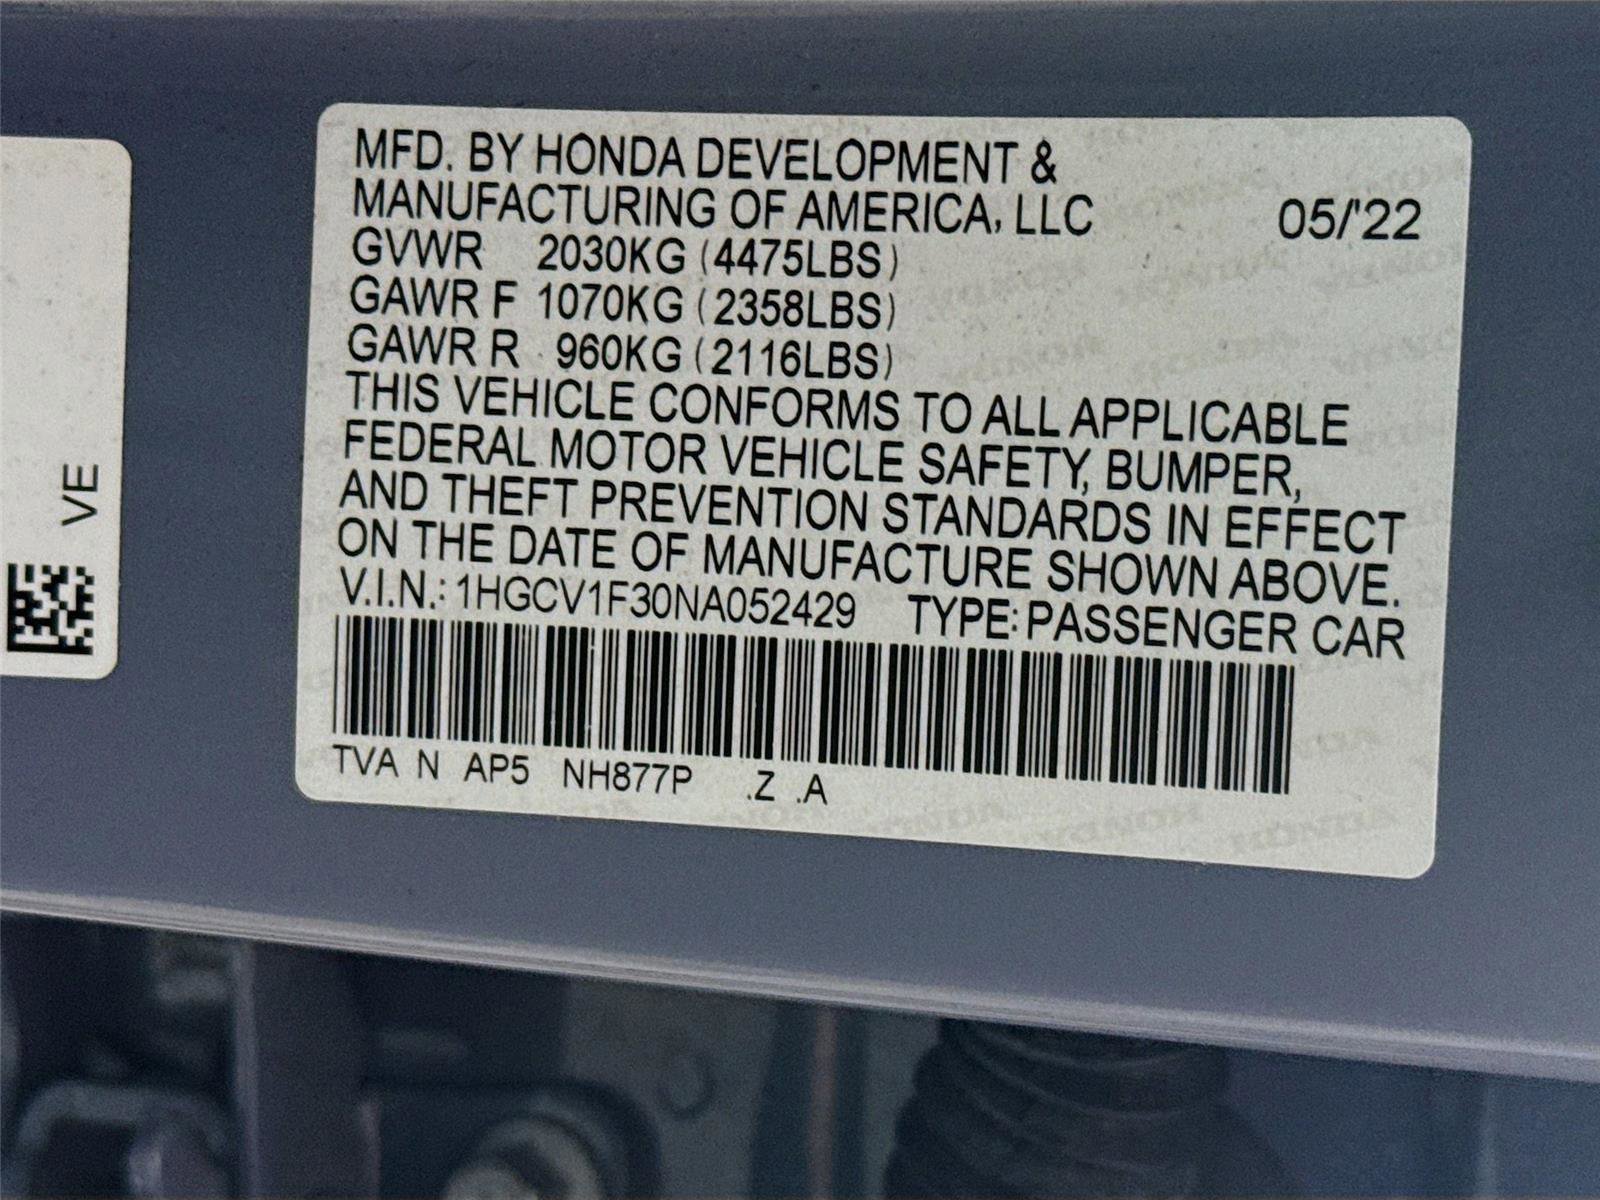 MFD. BY HONDA DEVELOPMENT &
MANUFACTURING OF AMERICA, LLC 05/'22
GVWR 2030KG (4475LBS)
GAWR F 1070KG (2358LBS)
GAWR R 960KG (2116LBS)
THIS VEHICLE CONFORMS TO ALL APPLICABLE
FEDERAL MOTOR VEHICLE SAFETY, BUMPER,
AND THEFT PREVENTION STANDARDS IN EFFECT
ON THE DATE OF MANUFACTURE SHOWN ABOVE.
V.I.N.: 1HGCV1F30NA052429 TYPE: PASSENGER CAR
TVA N AP5 NH877P .Z .A
VE